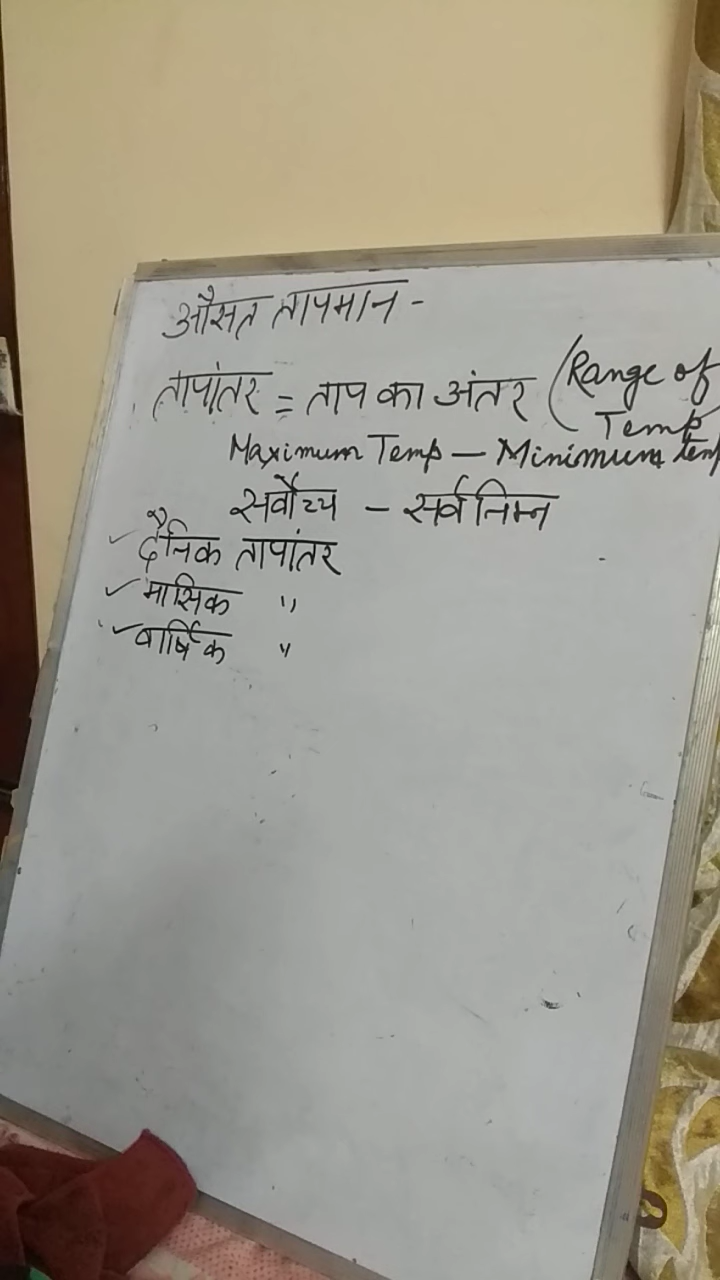 औसत तापमान -
तापांतर = ताप का अंतर (Range of
Temp
Maximum Temp — Minimum temp
सर्वोच्च - सर्वनिम्न
✓ दैनिक तापांतर
✓ मासिक "
✓ वार्षिक "